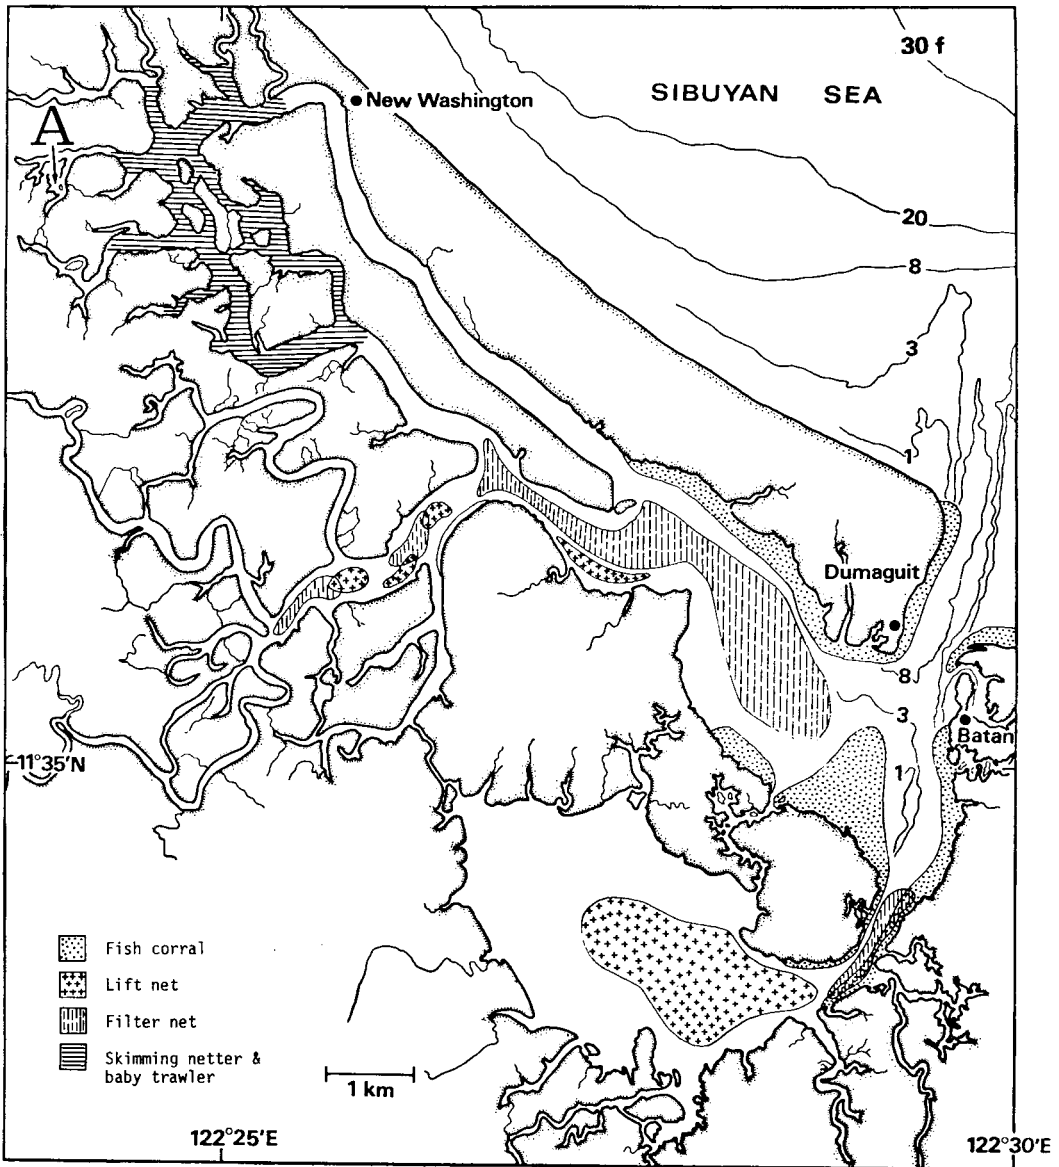 30 f
SIBUYAN SEA
New Washington
A
20
8
3
1
Dumaguit
8
3
Batan
11°35'N
1
Fish corral
Lift net
Filter net
Skimming netter &
baby trawler
1 km
122°25'E
122°30'E